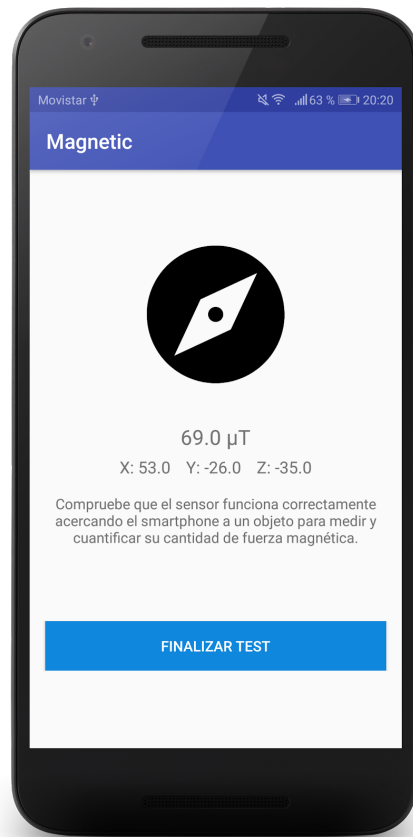 Movistar 63 % 20:20
Magnetic
69.0 µT
X: 53.0 Y: -26.0 Z: -35.0
Compruebe que el sensor funciona correctamente
acercando el smartphone a un objeto para medir y
cuantificar su cantidad de fuerza magnética.
FINALIZAR TEST